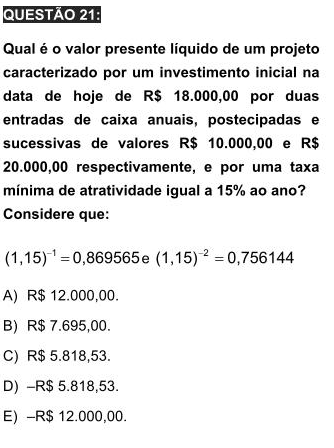 QUESTÃO 21:
Qual é o valor presente líquido de um projeto
caracterizado por um investimento inicial na
data de hoje de R$ 18.000,00 por duas
entradas de caixa anuais, postecipadas e
sucessivas de valores R$ 10.000,00 e R$
20.000,00 respectivamente, e por uma taxa
mínima de atratividade igual a 15% ao ano?
Considere que:
(1,15)⁻¹ = 0,869565 e (1,15)⁻² = 0,756144
A) R$ 12.000,00.
B) R$ 7.695,00.
C) R$ 5.818,53.
D) –R$ 5.818,53.
E) –R$ 12.000,00.